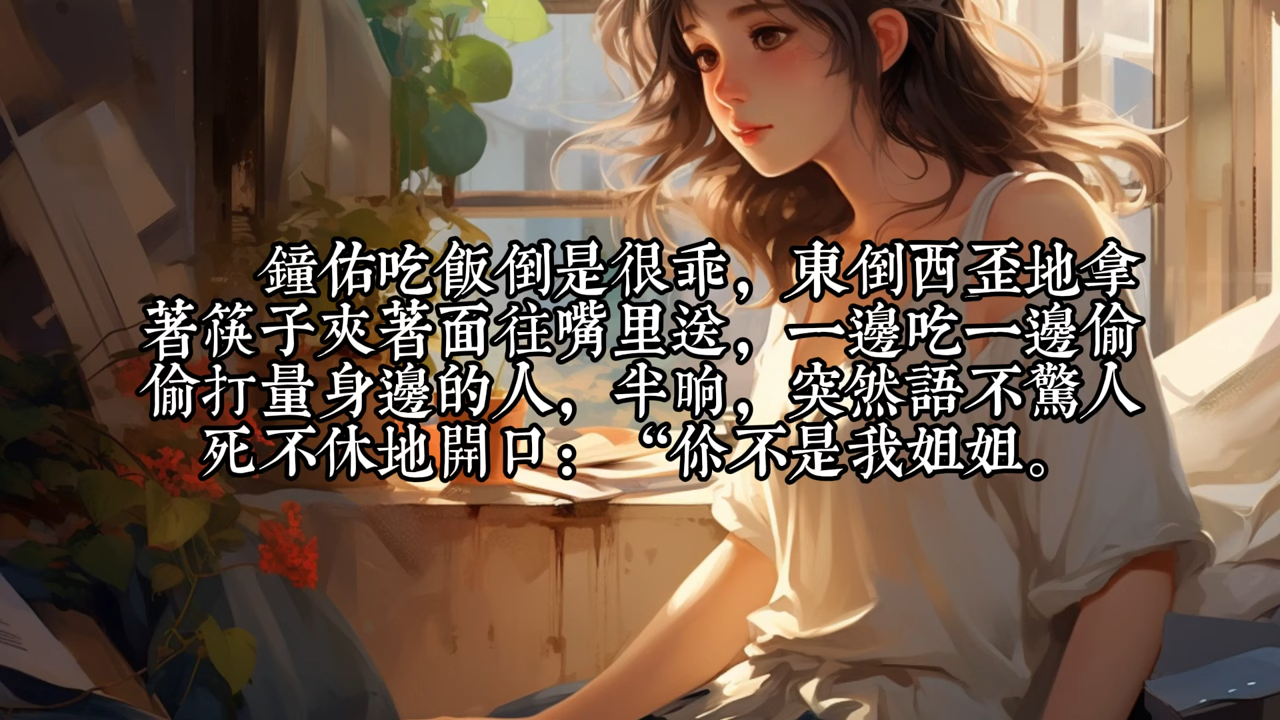 鐘佑吃飯倒是很乖，東倒西歪地拿
著筷子夾著面往嘴里送，一邊吃一邊偷
偷打量身邊的人，半晌，突然語不驚人
死不休地開口：“你不是我姐姐。